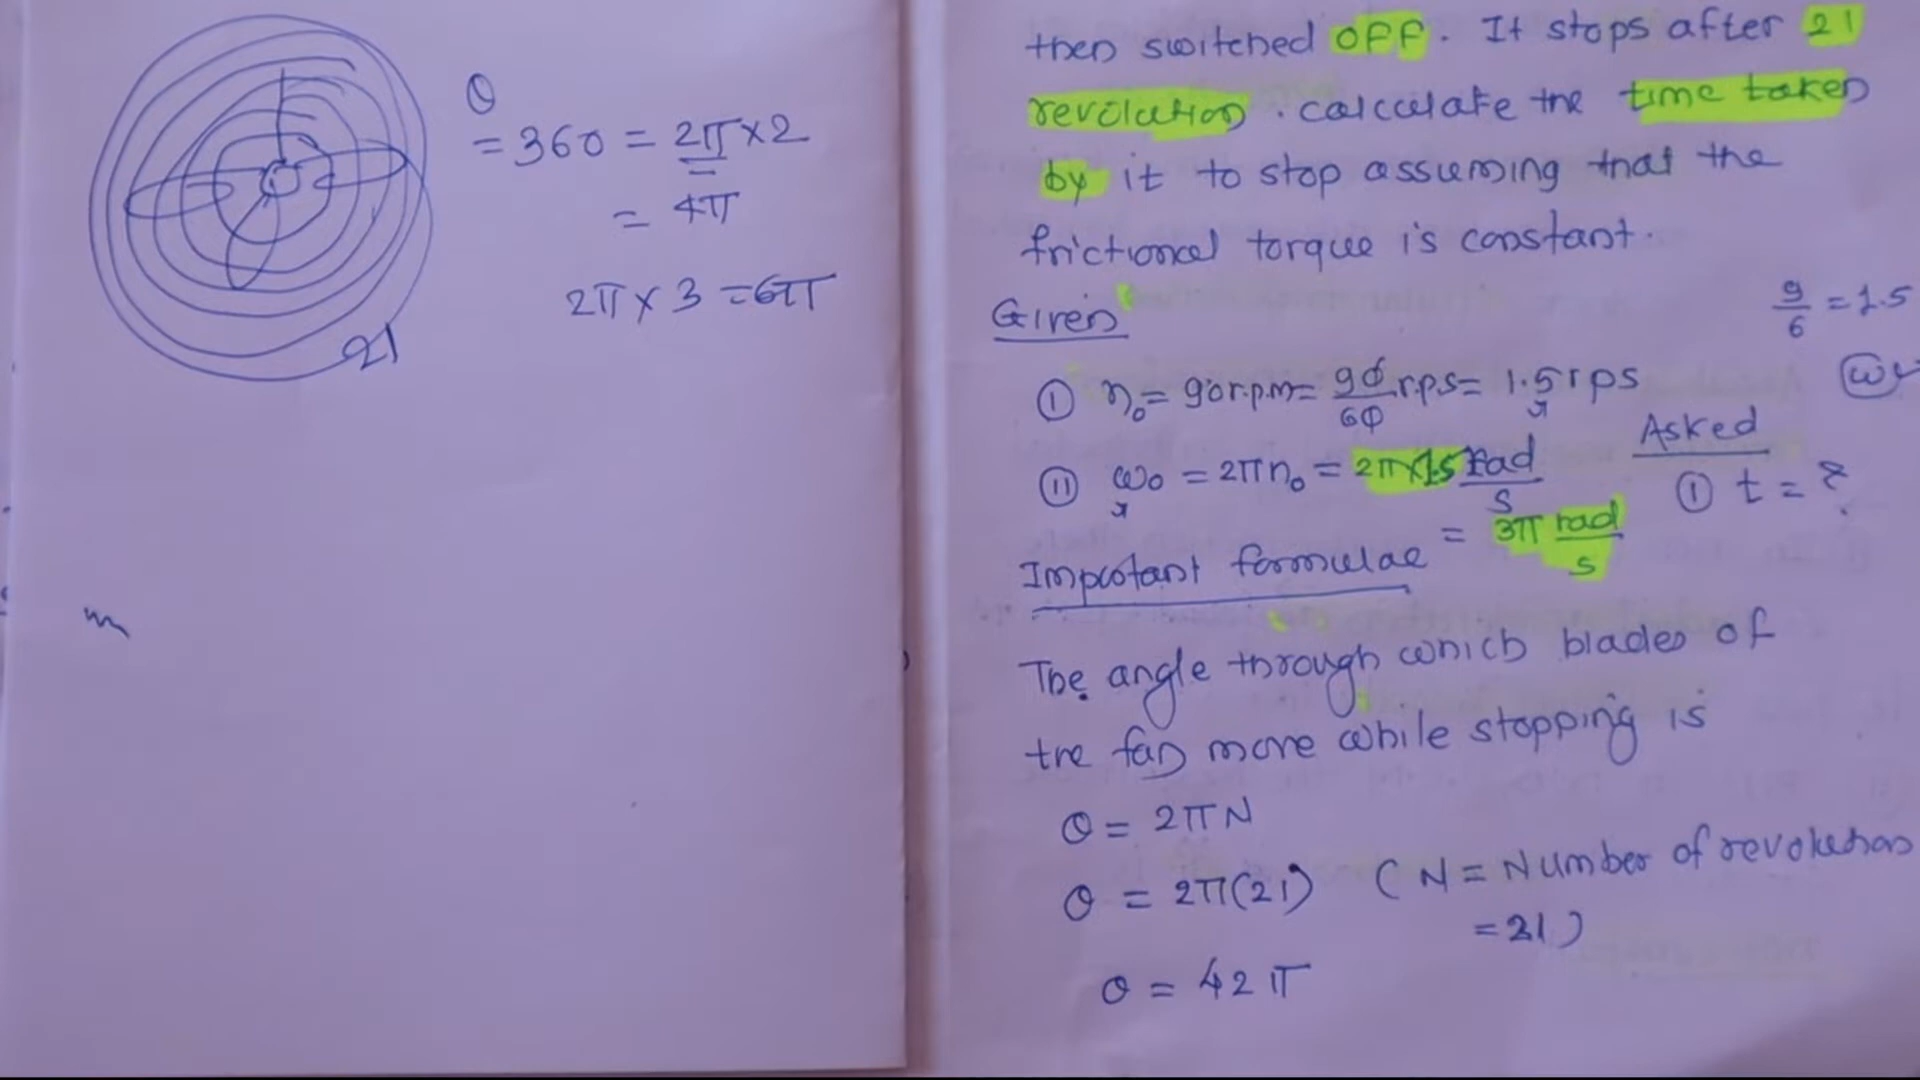 θ
= 360 = 2π × 2
= 4π
2π × 3 = 6π
21
then switched OFF. It stops after 21
revolution. calculate the time taken
by it to stop assuming that the
frictional torque is constant.
Given
9/6 = 1.5
(I) n₀ = 90 r.p.m = 90/60 r.p.s = 1.5 rps
ω
Asked
(II) ω₀ = 2πn₀ = 2π×1.5 rad/s
(I) t = ?
= 3π rad/s
Important formulae
The angle through which blades of
the fan move while stopping is
θ = 2πN
θ = 2π(21) (N = Number of revolutions
= 21)
θ = 42π